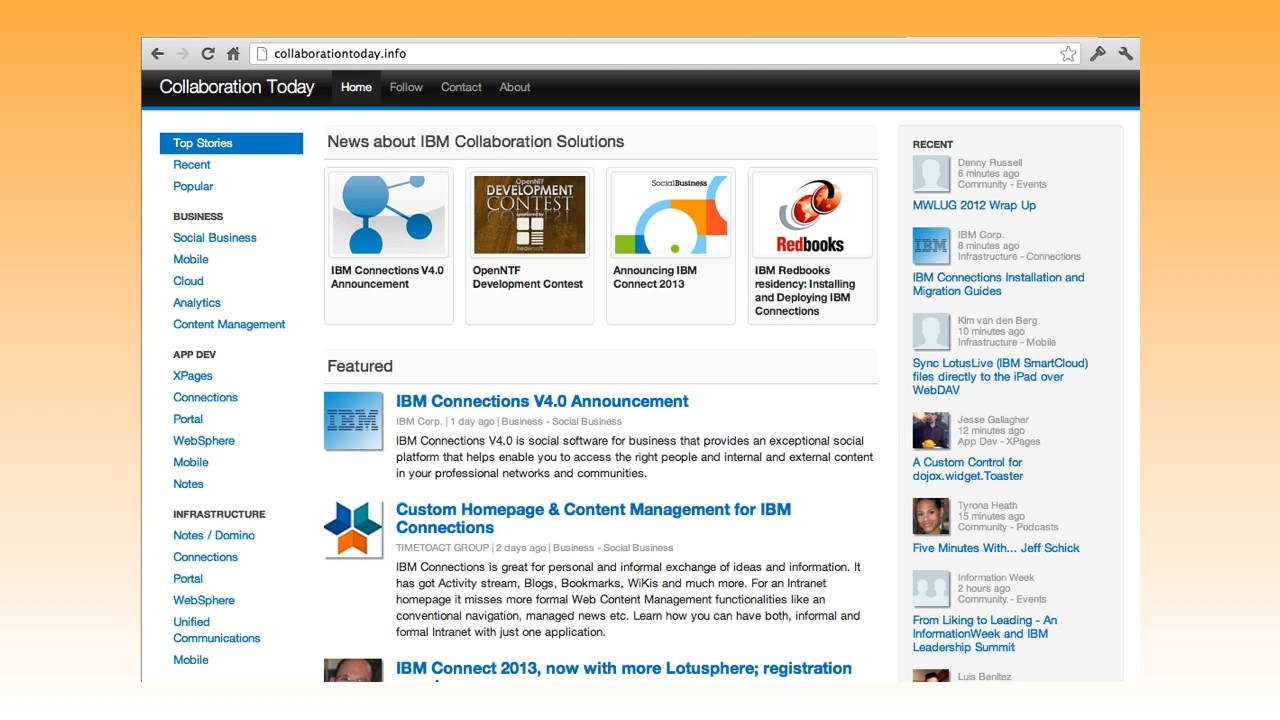 collaborationtoday.info
Collaboration Today
Home
Follow
Contact
About
Top Stories
Recent
Popular
BUSINESS
Social Business
Mobile
Cloud
Analytics
Content Management
APP DEV
XPages
Connections
Portal
WebSphere
Mobile
Notes
INFRASTRUCTURE
Notes / Domino
Connections
Portal
WebSphere
Unified
Communications
Mobile
News about IBM Collaboration Solutions
IBM Connections V4.0
Announcement
OpenNTF
DEVELOPMENT
CONTEST
sponsored by
OpenNTF
Development Contest
SocialBusiness
Announcing IBM
Connect 2013
Redbooks
IBM Redbooks
residency: Installing
and Deploying IBM
Connections
Featured
IBM
IBM Connections V4.0 Announcement
IBM Corp. | 1 day ago | Business - Social Business
IBM Connections V4.0 is social software for business that provides an exceptional social
platform that helps enable you to access the right people and internal and external content
in your professional networks and communities.
Custom Homepage & Content Management for IBM
Connections
TIMETOACT GROUP | 2 days ago | Business - Social Business
IBM Connections is great for personal and informal exchange of ideas and information. It
has got Activity stream, Blogs, Bookmarks, WiKis and much more. For an Intranet
homepage it misses more formal Web Content Management functionalities like an
conventional navigation, managed news etc. Learn how you can have both, informal and
formal Intranet with just one application.
IBM Connect 2013, now with more Lotusphere; registration
RECENT
Denny Russell
6 minutes ago
Community - Events
MWLUG 2012 Wrap Up
IBM
IBM Corp.
8 minutes ago
Infrastructure - Connections
IBM Connections Installation and
Migration Guides
Kim van den Berg
10 minutes ago
Infrastructure - Mobile
Sync LotusLive (IBM SmartCloud)
files directly to the iPad over
WebDAV
Jesse Gallagher
12 minutes ago
App Dev - XPages
A Custom Control for
dojox.widget.Toaster
Tyrona Heath
15 minutes ago
Community - Podcasts
Five Minutes With... Jeff Schick
Information Week
2 hours ago
Community - Events
From Liking to Leading - An
InformationWeek and IBM
Leadership Summit
Luis Benitez